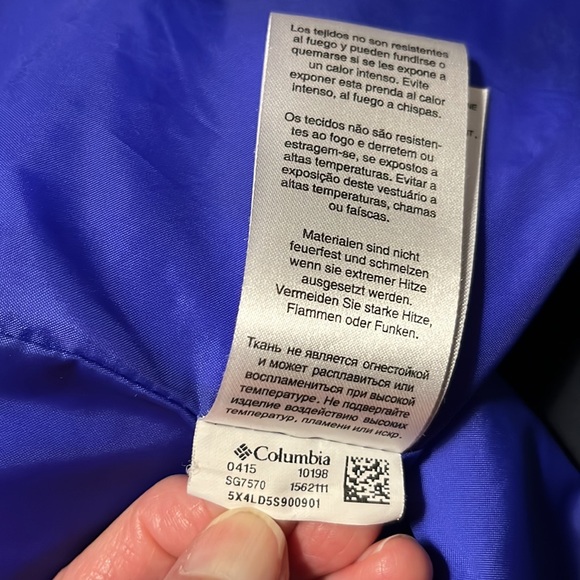 Los tejidos no son resistentes
al fuego y pueden fundirse o
quemarse si se les expone a
un calor intenso. Evite
exponer esta prenda al calor
intenso, al fuego a chispas.
Os tecidos não são resisten-
tes ao fogo e derretem ou
estragem-se, se expostos a
altas temperaturas. Evitar a
exposição deste vestuário a
altas temperaturas, chamas
ou faíscas.
Materialen sind nicht
feuerfest und schmelzen
wenn sie extremer Hitze
ausgesetzt werden.
Vermeiden Sie starke Hitze,
Flammen oder Funken.
Ткань не является огнестойкой
и может расплавиться или
воспламениться при высокой
температуре. Не подвергайте
изделие воздействию высоких
температур, пламени или искр.
Columbia
0415 10198
SG7570 1562111
5X4LD5S900901